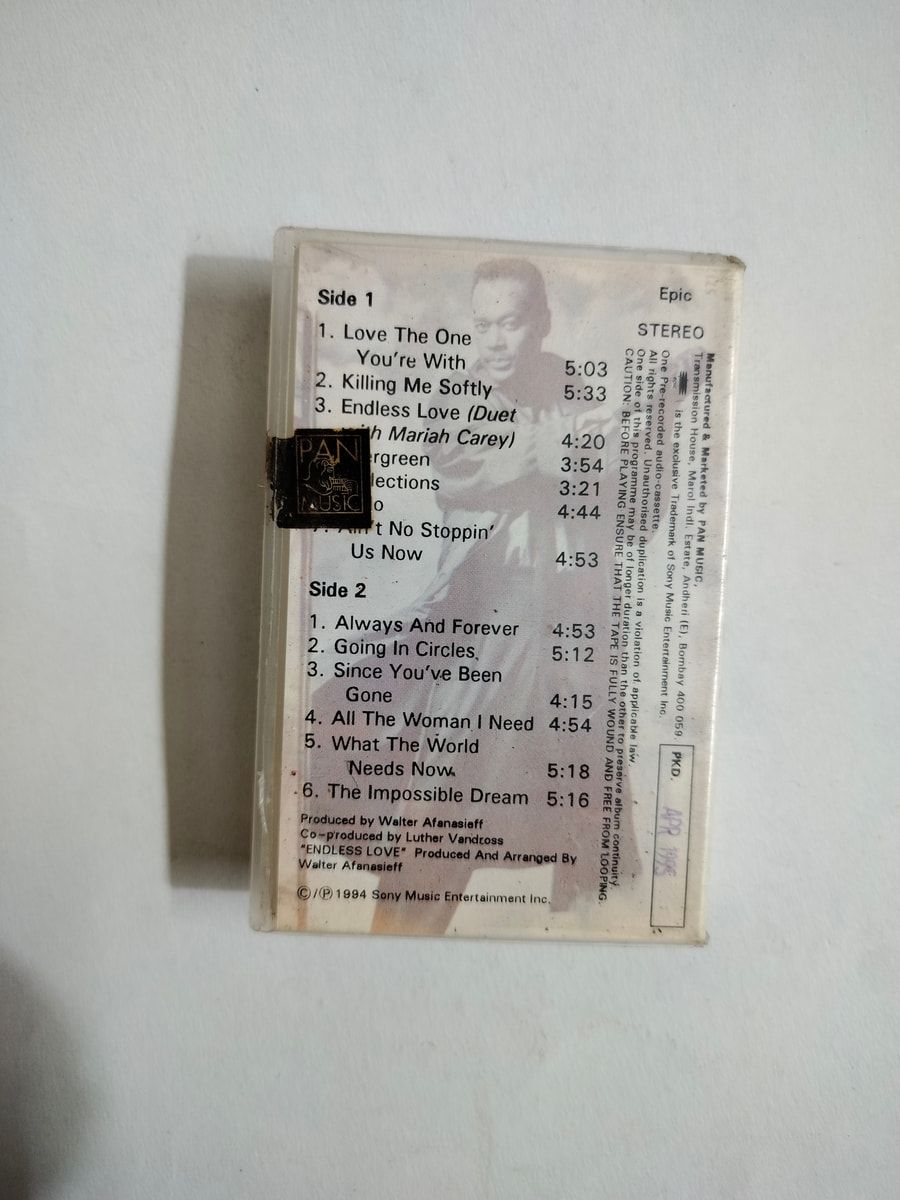 Side 1
1. Love The One
You're With 5:03
2. Killing Me Softly 5:33
3. Endless Love (Duet
Mariah Carey) 4:20
3:54
3:21
4:44
No Stoppin'
Us Now 4:53
Side 2
1. Always And Forever 4:53
2. Going In Circles 5:12
3. Since You've Been
Gone 4:15
4. All The Woman I Need 4:54
5. What The World
Needs Now 5:18
6. The Impossible Dream 5:16
Produced by Walter Afanasieff
Co-produced by Luther Vandross
"ENDLESS LOVE" Produced And Arranged By
Walter Afanasieff
©/℗ 1994 Sony Music Entertainment Inc.
PAN
MUSIC
Epic
STEREO
Manufactured & Marketed by PAN MUSIC,
Transmission House, Marol Indl. Estate, Andheri (E), Bombay 400 059.
is the exclusive Trademark of Sony Music Entertainment Inc.
One Pre-recorded audio-cassette.
All rights reserved. Unauthorised duplication is a violation of applicable law.
One side of this programme may be of longer duration than the other to preserve album continuity.
CAUTION: BEFORE PLAYING ENSURE THAT THE TAPE IS FULLY WOUND AND FREE FROM LOOPING.
PKD.
APR 1995